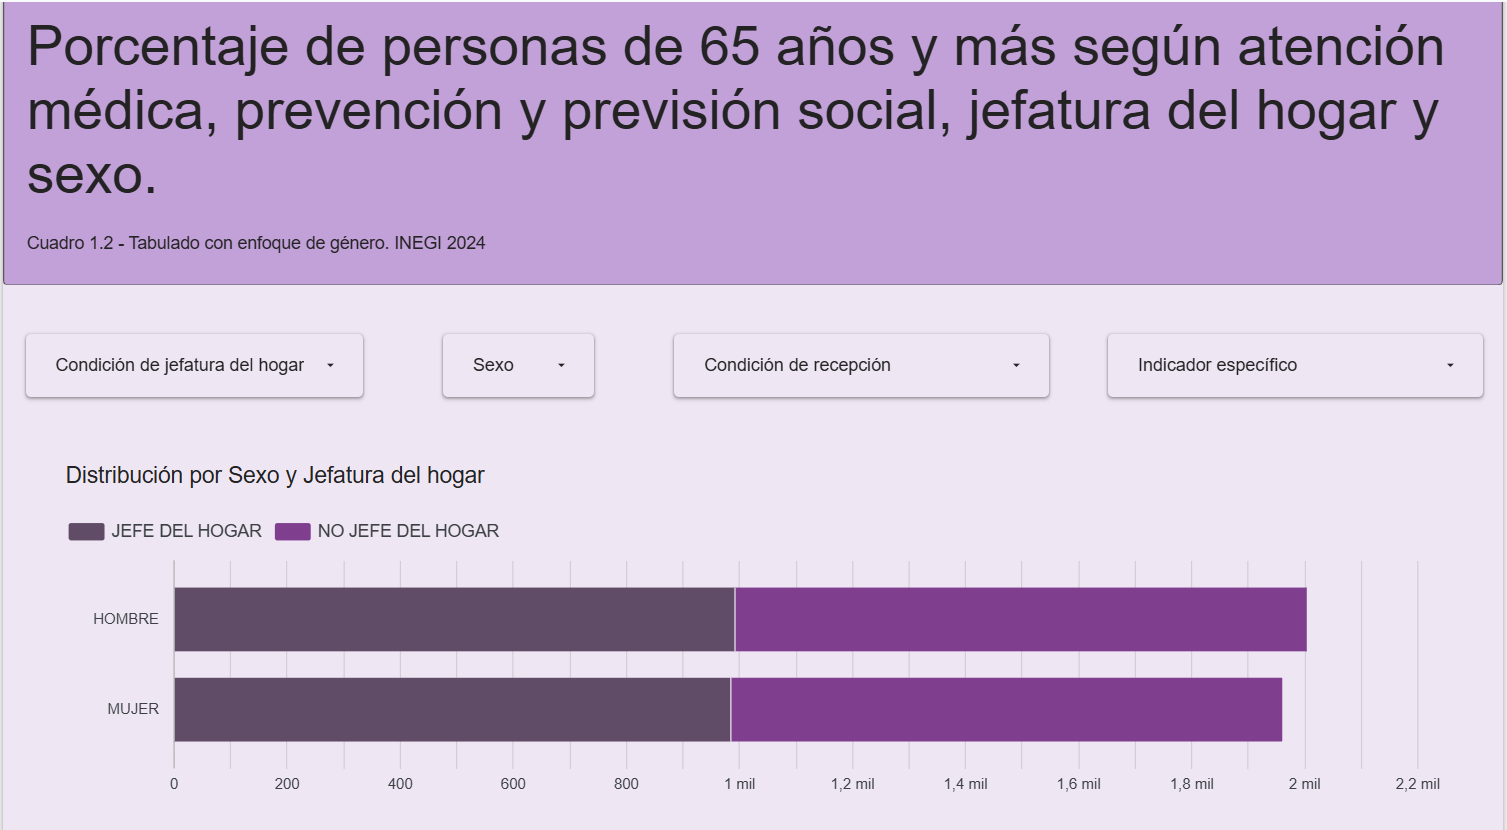 Porcentaje de personas de 65 años y más según atención
médica, prevención y previsión social, jefatura del hogar y
sexo.
Cuadro 1.2 - Tabulado con enfoque de género. INEGI 2024
Condición de jefatura del hogar
Sexo
Condición de recepción
Indicador específico
Distribución por Sexo y Jefatura del hogar
JEFE DEL HOGAR
NO JEFE DEL HOGAR
HOMBRE
MUJER
0
200
400
600
800
1 mil
1,2 mil
1,4 mil
1,6 mil
1,8 mil
2 mil
2,2 mil